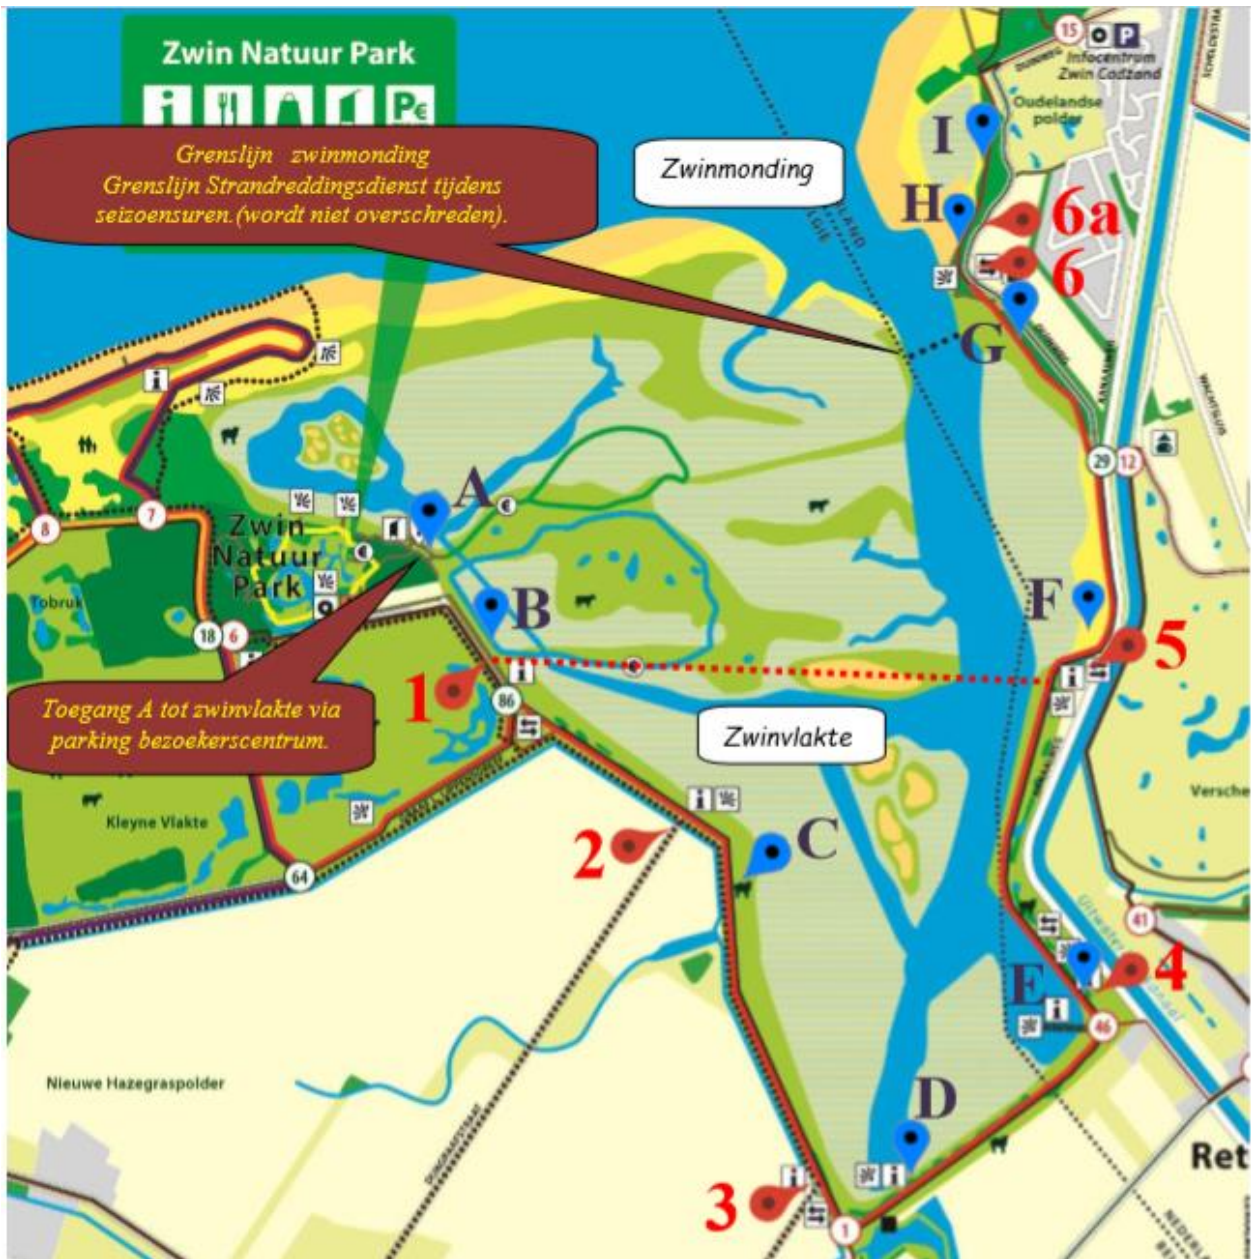 Zwin Natuur Park
P€
Grenslijn zwinmonding
Grenslijn Strandreddingsdienst tijdens
seizoensuren.(wordt niet overschreden).
Zwinmonding
15
P
Infocentrum
Zwin Cadzand
Oudelandse
polder
I
H
6a
6
G
29
12
8
7
A
€
Zwin
Natuur
Park
€
Tobruk
B
F
18
6
i
1
86
i
€
5
i
Toegang A tot zwinvlakte via
parking bezoekerscentrum.
Zwinvlakte
Versche
Kleyne Vlakte
i
2
C
64
41
E
4
i
46
Nieuwe Hazegraspolder
D
Ret
3
i
i
1